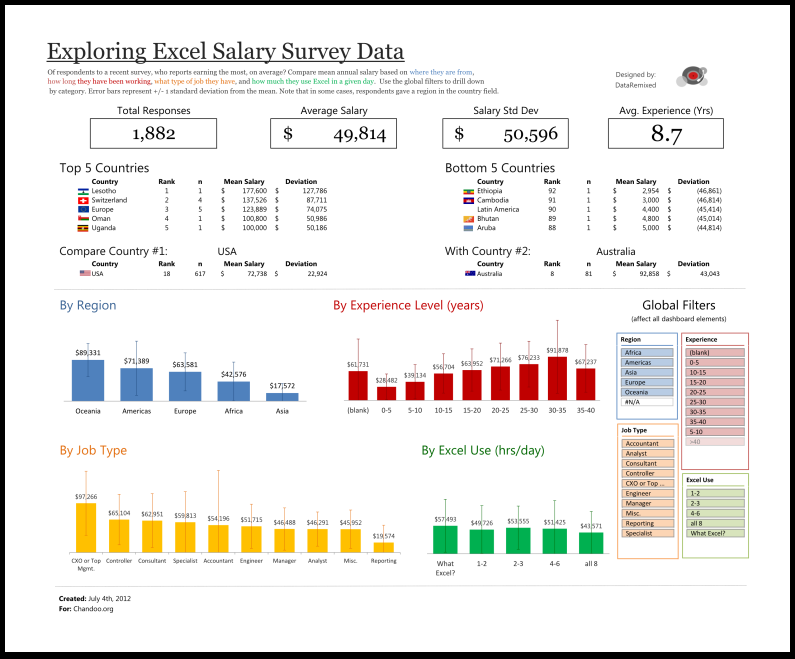 Exploring Excel Salary Survey Data
Of respondents to a recent survey, who reports earning the most, on average? Compare mean annual salary based on where they are from,
how long they have been working, what type of job they have, and how much they use Excel in a given day. Use the global filters to drill down
by category. Error bars represent +/- 1 standard deviation from the mean. Note that in some cases, respondents gave a region in the country field.
Designed by:
DataRemixed
Total Responses Average Salary Salary Std Dev Avg. Experience (Yrs)
1,882 $ 49,814 $ 50,596 8.7
Top 5 Countries
Country Rank n Mean Salary Deviation
Lesotho 1 1 $ 177,600 $ 127,786
Switzerland 2 4 $ 137,526 $ 87,711
Europe 3 5 $ 123,889 $ 74,075
Oman 4 1 $ 100,800 $ 50,986
Uganda 5 1 $ 100,000 $ 50,186
Bottom 5 Countries
Country Rank n Mean Salary Deviation
Ethiopia 92 1 $ 2,954 $ (46,861)
Cambodia 91 1 $ 3,000 $ (46,814)
Latin America 90 1 $ 4,400 $ (45,414)
Bhutan 89 1 $ 4,800 $ (45,014)
Aruba 88 1 $ 5,000 $ (44,814)
Compare Country #1: USA
Country Rank n Mean Salary Deviation
USA 18 617 $ 72,738 $ 22,924
With Country #2: Australia
Country Rank n Mean Salary Deviation
Australia 8 81 $ 92,858 $ 43,043
By Region
$89,331 $71,389 $63,581 $42,576 $17,572
Oceania Americas Europe Africa Asia
By Experience Level (years)
$61,731 $28,482 $39,134 $56,704 $63,952 $71,266 $76,233 $91,878 $67,237
(blank) 0-5 5-10 10-15 15-20 20-25 25-30 30-35 35-40
By Job Type
$97,266 $65,104 $62,951 $59,813 $54,196 $51,715 $46,488 $46,291 $45,952 $19,574
CXO or Top Controller Consultant Specialist Accountant Engineer Manager Analyst Misc. Reporting
Mgmt.
By Excel Use (hrs/day)
$57,493 $49,726 $53,555 $51,425 $43,571
What 1-2 2-3 4-6 all 8
Excel?
Global Filters
(affect all dashboard elements)
Region
Africa
Americas
Asia
Europe
Oceania
#N/A
Experience
(blank)
0-5
10-15
15-20
20-25
25-30
30-35
35-40
5-10
>40
Job Type
Accountant
Analyst
Consultant
Controller
CXO or Top ...
Engineer
Manager
Misc.
Reporting
Specialist
Excel Use
1-2
2-3
4-6
all 8
What Excel?
Created: July 4th, 2012
For: Chandoo.org